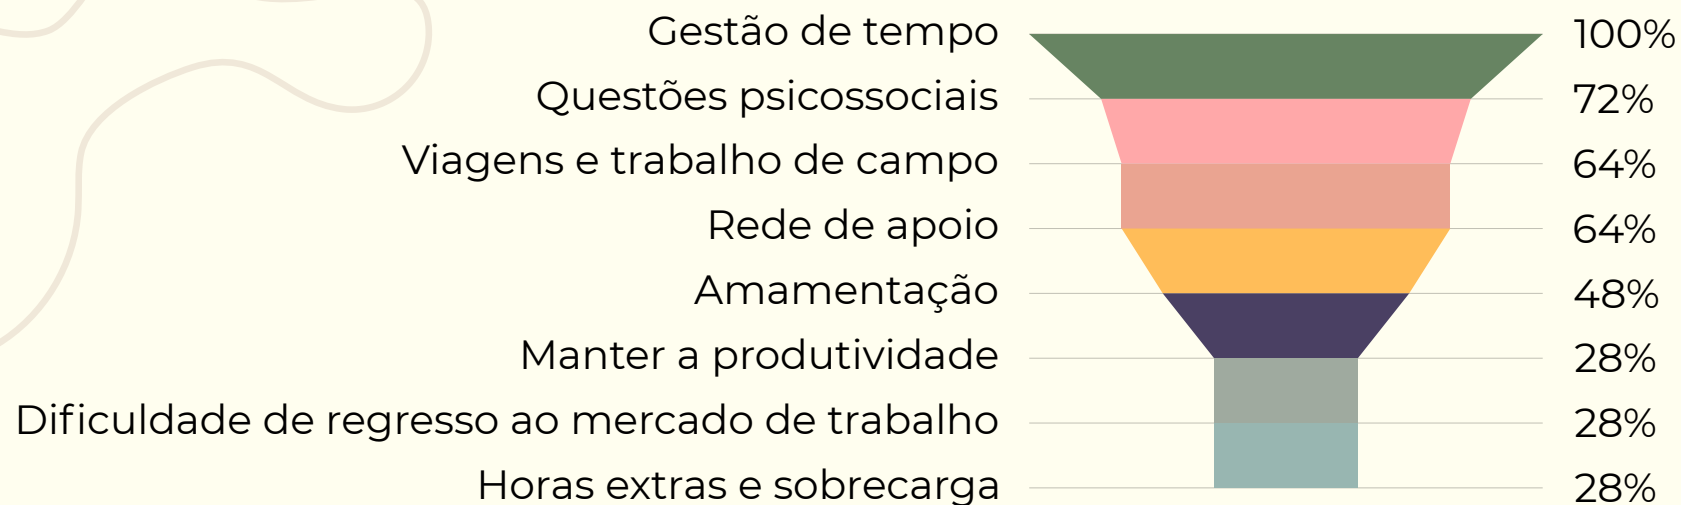 Gestão de tempo 100%
Questões psicossociais 72%
Viagens e trabalho de campo 64%
Rede de apoio 64%
Amamentação 48%
Manter a produtividade 28%
Dificuldade de regresso ao mercado de trabalho 28%
Horas extras e sobrecarga 28%